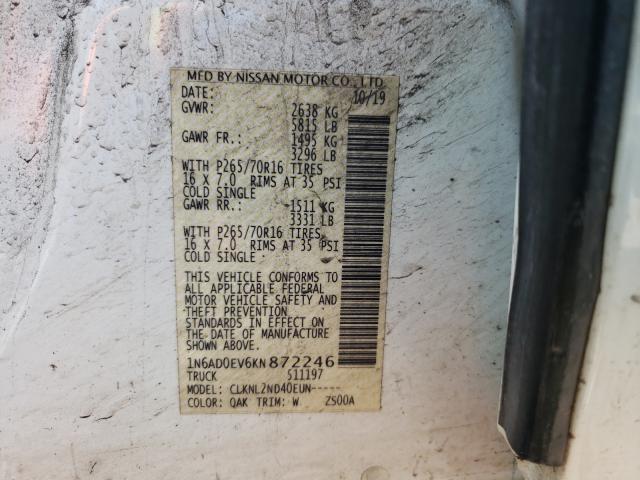 MFD BY NISSAN MOTOR CO., LTD.
DATE: 10/19
GVWR: 2638 KG
5815 LB
GAWR FR.: 1495 KG
3296 LB
WITH P265/70R16 TIRES
16 X 7.0 RIMS AT 35 PSI
COLD SINGLE
GAWR RR.: 1511 KG
3331 LB
WITH P265/70R16 TIRES
16 X 7.0 RIMS AT 35 PSI
COLD SINGLE
THIS VEHICLE CONFORMS TO
ALL APPLICABLE FEDERAL
MOTOR VEHICLE SAFETY AND
THEFT PREVENTION
STANDARDS IN EFFECT ON
THE DATE OF MANUFACTURE
SHOWN ABOVE.
1N6AD0EV6KN872246
TRUCK 511197
MODEL: CLKNL2ND40EUN-----
COLOR: QAK TRIM: W ZS00A